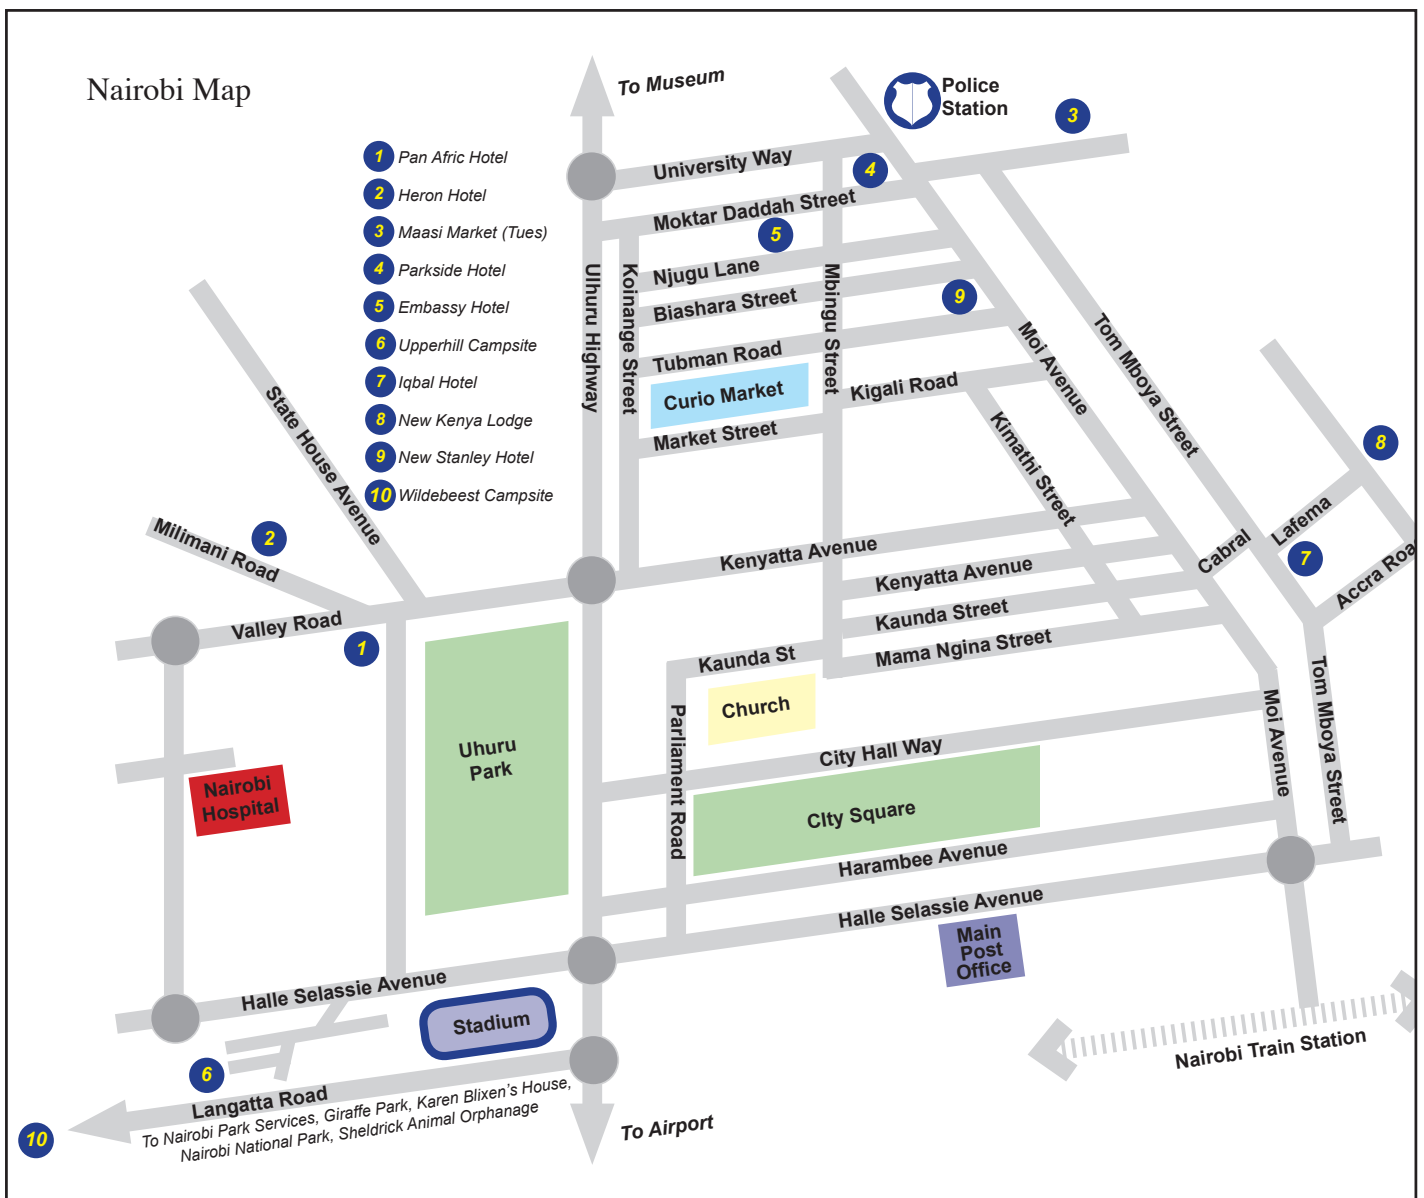 Nairobi Map
To Museum
Police
Station
3
1 Pan Afric Hotel
2 Heron Hotel
3 Maasi Market (Tues)
4 Parkside Hotel
5 Embassy Hotel
6 Upperhill Campsite
7 Iqbal Hotel
8 New Kenya Lodge
9 New Stanley Hotel
10 Wildebeest Campsite
University Way
4
Moktar Daddah Street
5
Njugu Lane
Biashara Street
9
Tubman Road
Curio Market
Kigali Road
Market Street
Ulhuru Highway
Koinange Street
Mbingu Street
Moi Avenue
Tom Mboya Street
Kimathi Street
8
Lafema
Cabral
7
Accra Roa
State House Avenue
Milimani Road
2
Valley Road
1
Kenyatta Avenue
Kenyatta Avenue
Kaunda Street
Mama Ngina Street
Kaunda St
Church
Parliament Road
Uhuru
Park
City Hall Way
CIty Square
Moi Avenue
Tom Mboya Street
Nairobi
Hospital
Harambee Avenue
Halle Selassie Avenue
Main
Post
Office
Halle Selassie Avenue
Stadium
Nairobi Train Station
6
Langatta Road
10
To Nairobi Park Services, Giraffe Park, Karen Blixen's House,
Nairobi National Park, Sheldrick Animal Orphanage
To Airport